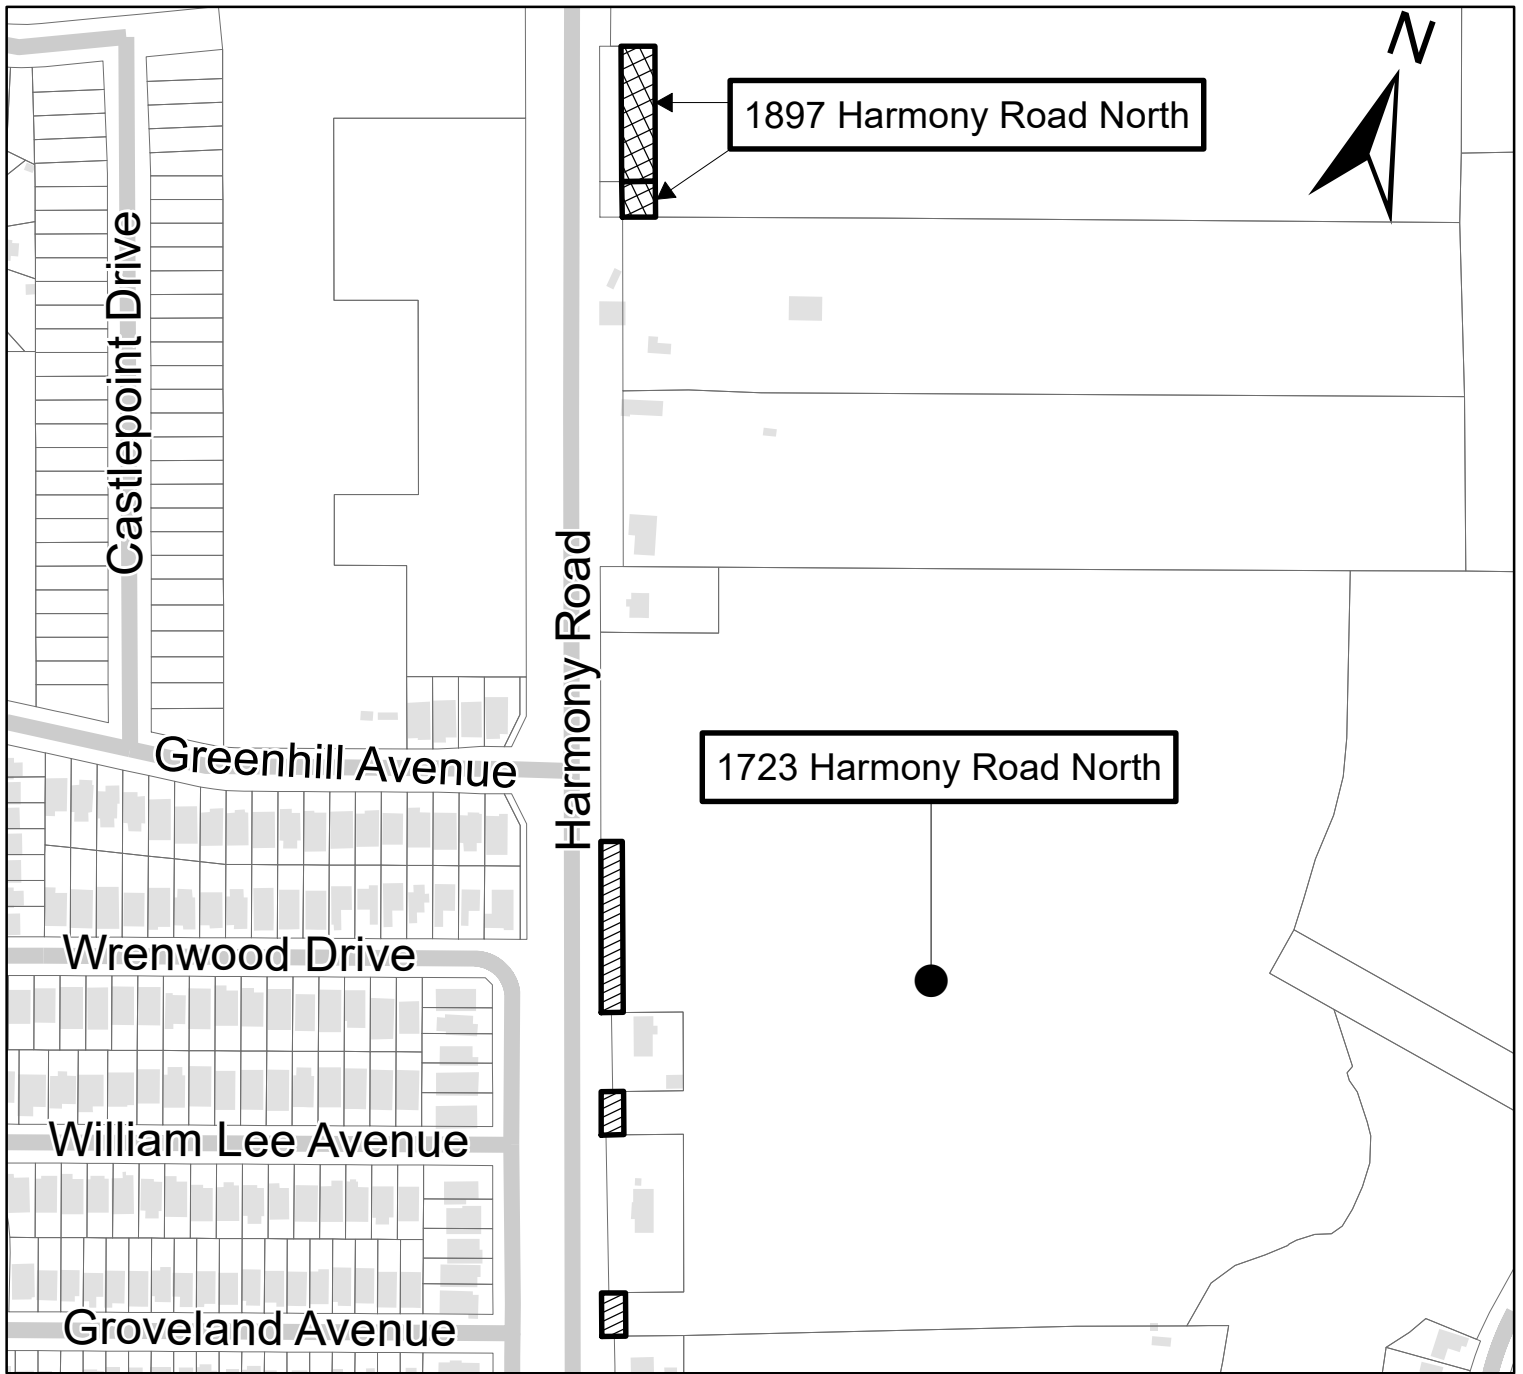 N
1897 Harmony Road North
Castlepoint Drive
Harmony Road
Greenhill Avenue
1723 Harmony Road North
Wrenwood Drive
William Lee Avenue
Groveland Avenue